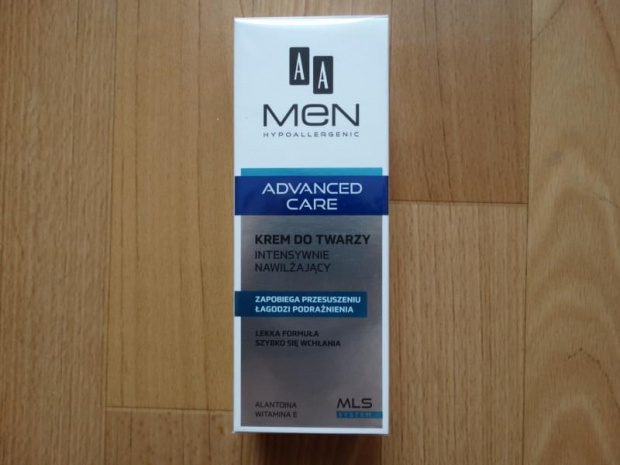 AA
MeN
HYPOALLERGENIC
ADVANCED
CARE
KREM DO TWARZY
INTENSYWNIE
NAWILŻAJĄCY
ZAPOBIEGA PRZESUSZENIU
ŁAGODZI PODRAŻNIENIA
LEKKA FORMUŁA
SZYBKO SIĘ WCHŁANIA
ALANTOINA
WITAMINA E
MLS
SYSTEM